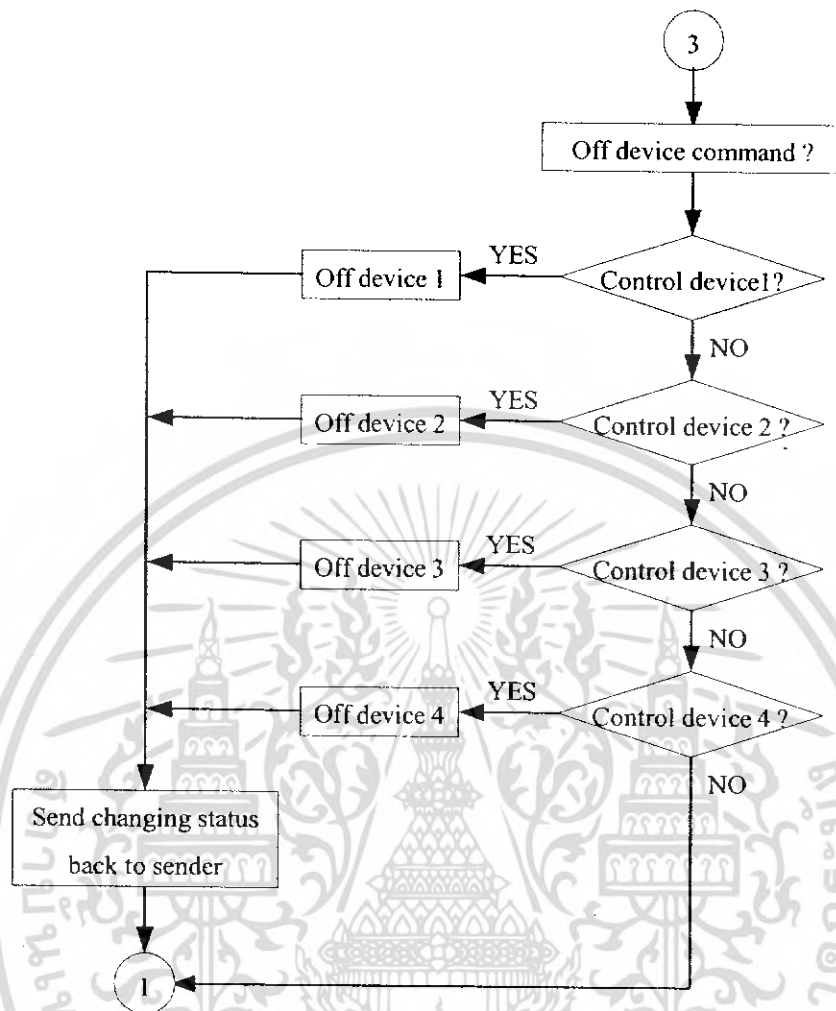 3
Off device command ?
Off device 1
YES
Control device1?
NO
Off device 2
YES
Control device 2 ?
NO
Off device 3
YES
Control device 3 ?
NO
Off device 4
YES
Control device 4 ?
NO
Send changing status
back to sender
1